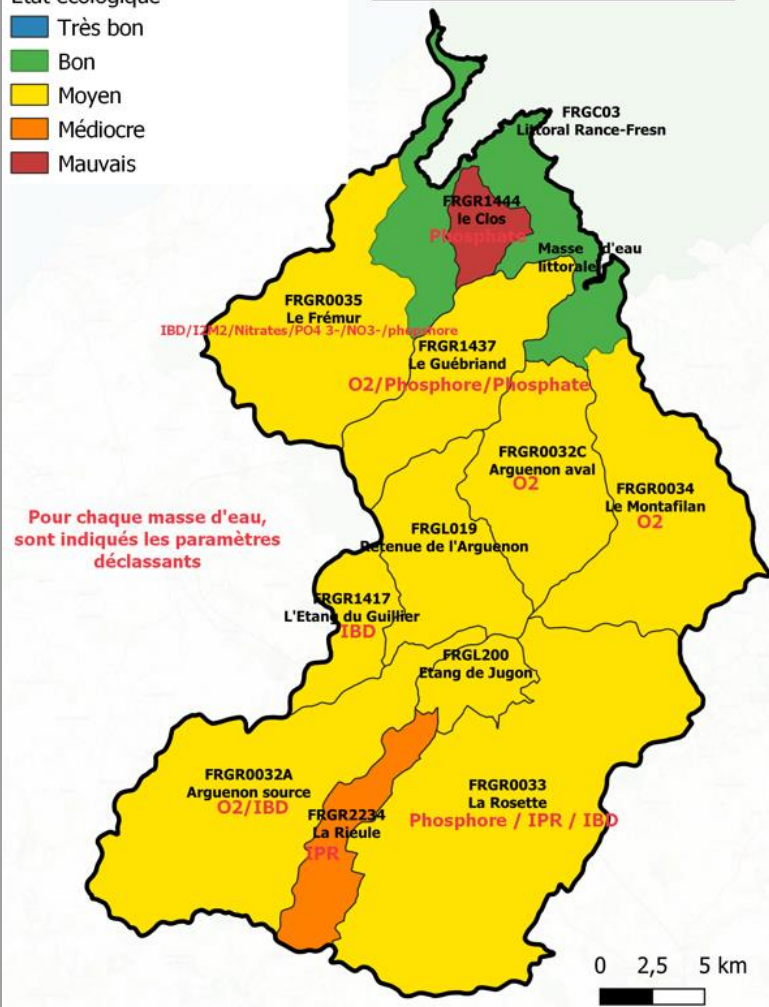 Etat écologique
Très bon
Bon
Moyen
Médiocre
Mauvais
FRGC03
Littoral Rance-Fresn
FRGR1444
le Clos
Phosphate
Masse d'eau
littorale
FRGR0035
Le Frémur
IBD/I2M2/Nitrates/PO4 3-/NO3-/phophore
FRGR1437
Le Guébriand
O2/Phosphore/Phosphate
FRGR0032C
Arguenon aval
O2
FRGR0034
Le Montafilan
O2
Pour chaque masse d'eau,
sont indiqués les paramètres
déclassants
FRGL019
Retenue de l'Arguenon
FRGR1417
L'Etang du Guillier
IBD
FRGL200
Etang de Jugon
FRGR0032A
Arguenon source
O2/IBD
FRGR2234
La Rieule
IPR
FRGR0033
La Rosette
Phosphore / IPR / IBD
0 2,5 5 km